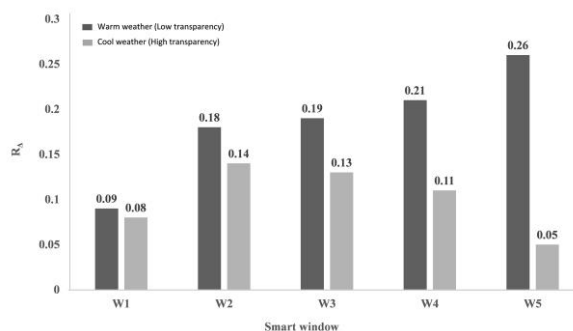 0.3
0.25
0.2
0.15
0.1
0.05
0
R_Δ
Warm weather (Low transparency)
Cool weather (High transparency)
0.09
0.08
0.18
0.14
0.19
0.13
0.21
0.11
0.26
0.05
W1
W2
W3
W4
W5
Smart window